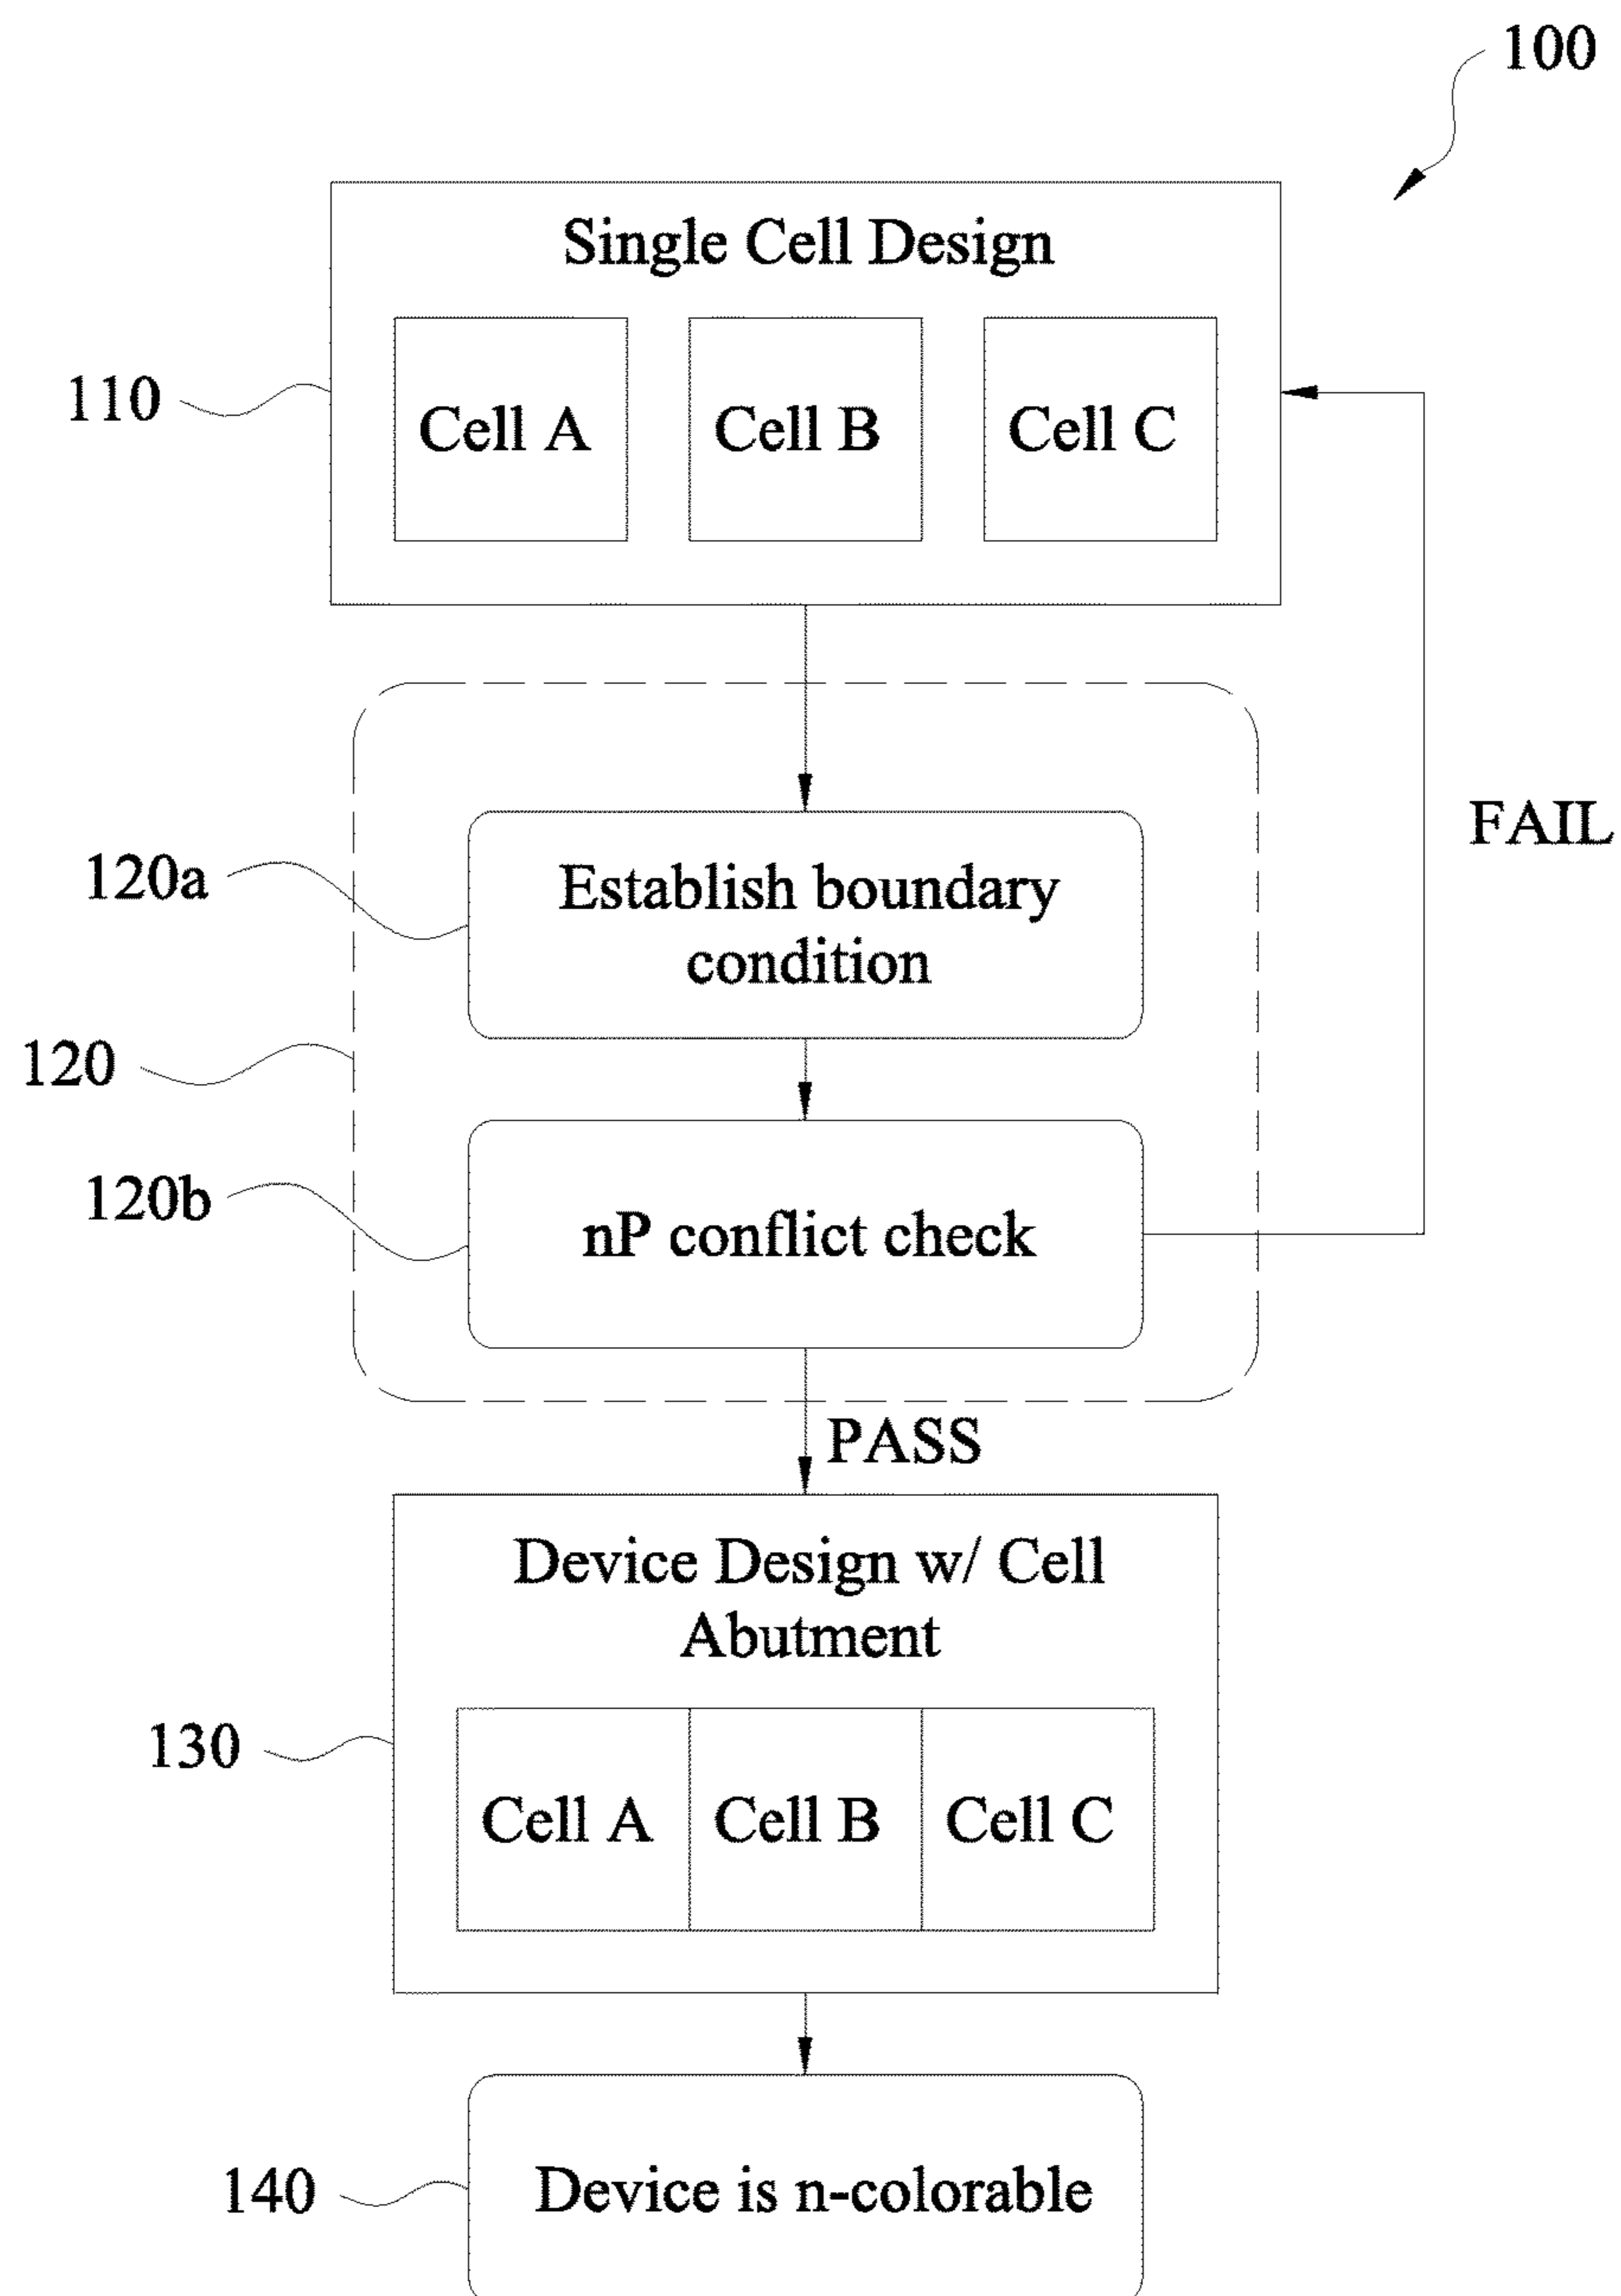 100
Single Cell Design
110
Cell A
Cell B
Cell C
FAIL
120a
Establish boundary
condition
120
120b
nP conflict check
PASS
Device Design w/ Cell
Abutment
130
Cell A
Cell B
Cell C
140
Device is n-colorable